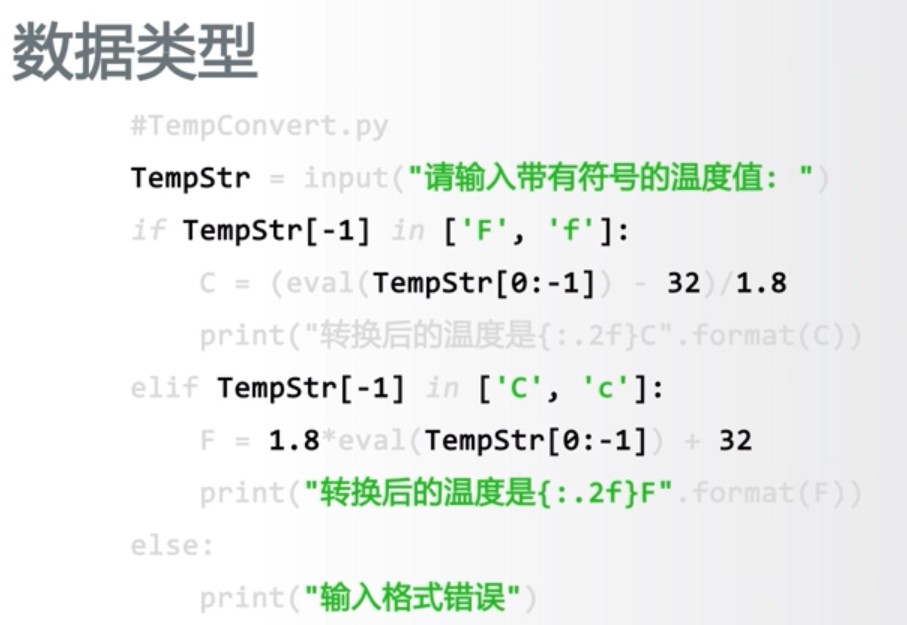 数据类型
#TempConvert.py
TempStr = input("请输入带有符号的温度值: ")
if TempStr[-1] in ['F', 'f']:
    C = (eval(TempStr[0:-1]) - 32)/1.8
    print("转换后的温度是{:.2f}C".format(C))
elif TempStr[-1] in ['C', 'c']:
    F = 1.8*eval(TempStr[0:-1]) + 32
    print("转换后的温度是{:.2f}F".format(F))
else:
    print("输入格式错误")